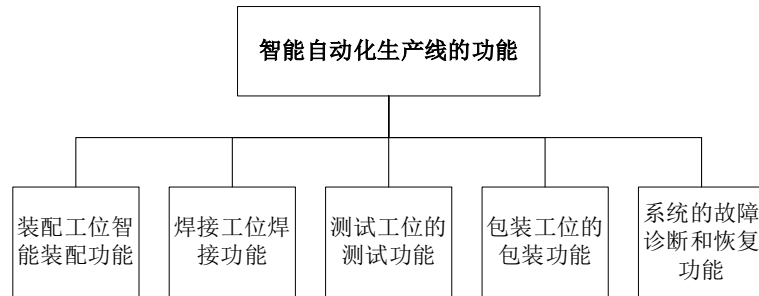 智能自动化生产线的功能
装配工位智
能装配功能
焊接工位焊
接功能
测试工位的
测试功能
包装工位的
包装功能
系统的故障
诊断和恢复
功能